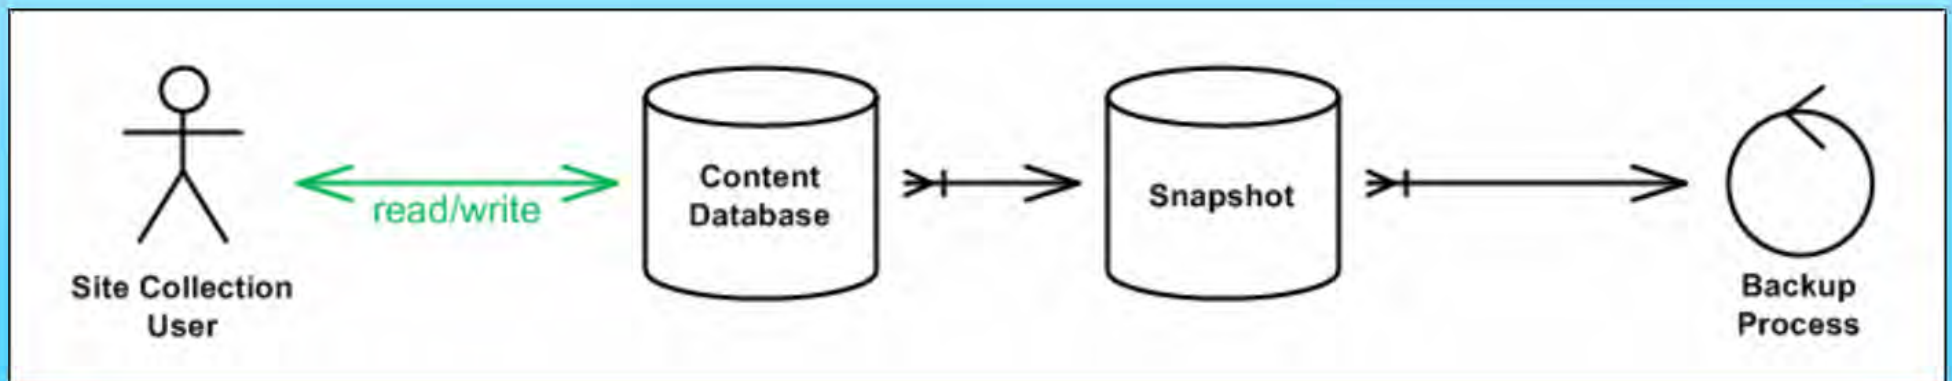 Site Collection
User
read/write
Content
Database
Snapshot
Backup
Process